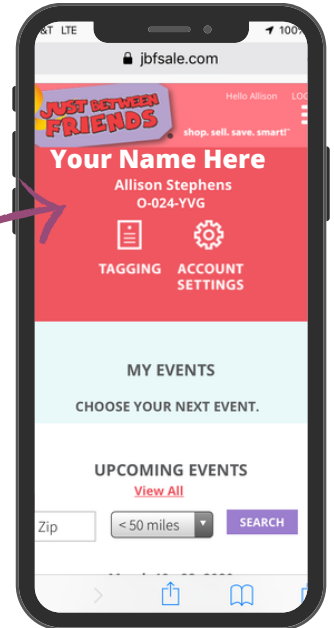 &T LTE
100%
jbfsale.com
Hello Allison
JUST BETWEEN
FRIENDS
shop. sell. save. smart!™
Your Name Here
Allison Stephens
O-024-YVG
TAGGING
ACCOUNT
SETTINGS
MY EVENTS
CHOOSE YOUR NEXT EVENT.
UPCOMING EVENTS
View All
Zip
< 50 miles
SEARCH